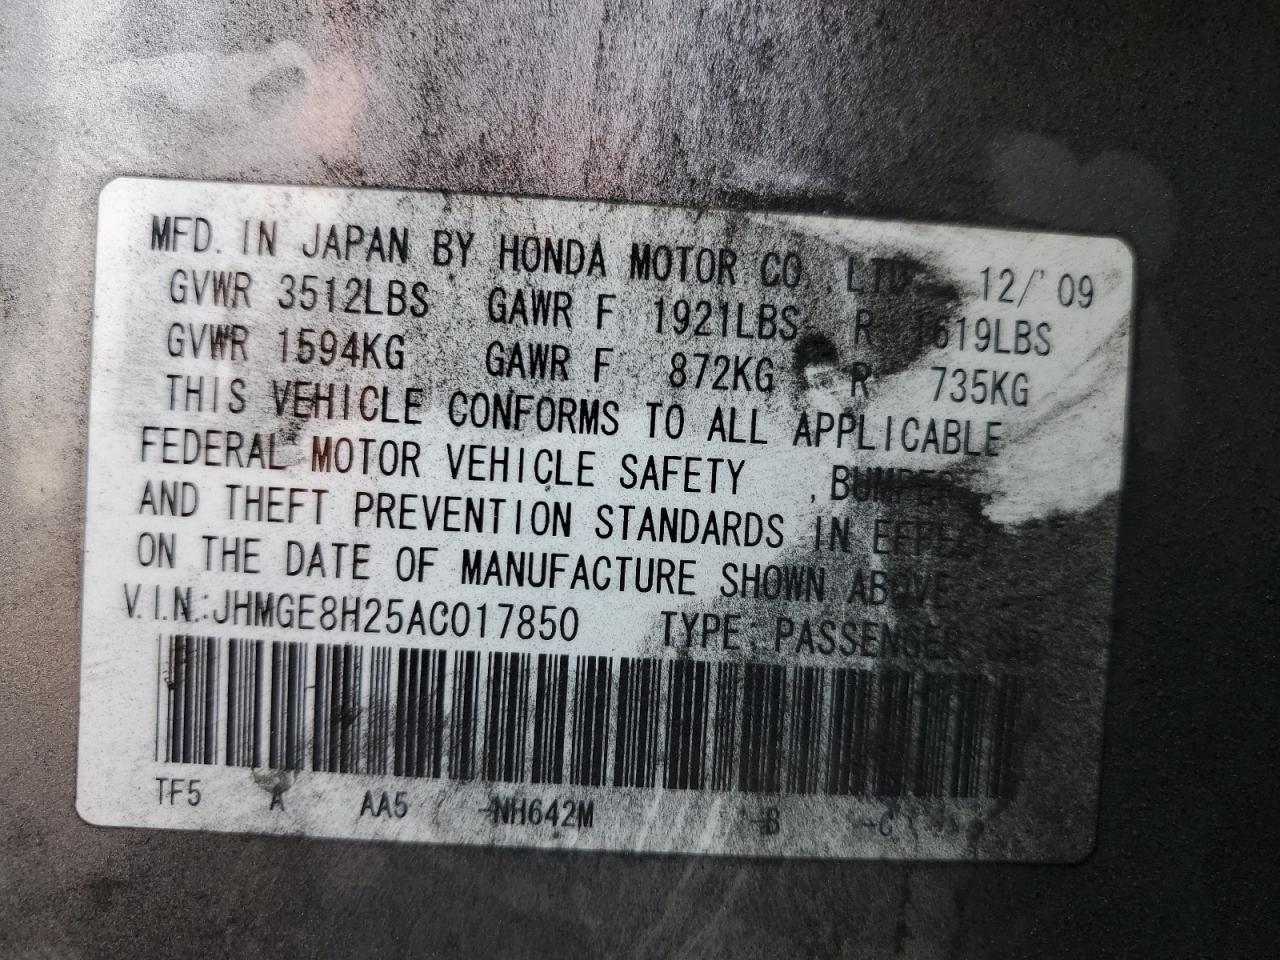 MFD. IN JAPAN BY HONDA MOTOR CO., LTD 12/'09
GVWR 3512LBS GAWR F 1921LBS R 1619LBS
GVWR 1594KG GAWR F 872KG R 735KG
THIS VEHICLE CONFORMS TO ALL APPLICABLE
FEDERAL MOTOR VEHICLE SAFETY , BUMPER
AND THEFT PREVENTION STANDARDS IN EFFECT
ON THE DATE OF MANUFACTURE SHOWN ABOVE
V.I.N.:JHMGE8H25AC017850 TYPE: PASSENGER CAR
TF5 A AA5 -NH642M -B -C